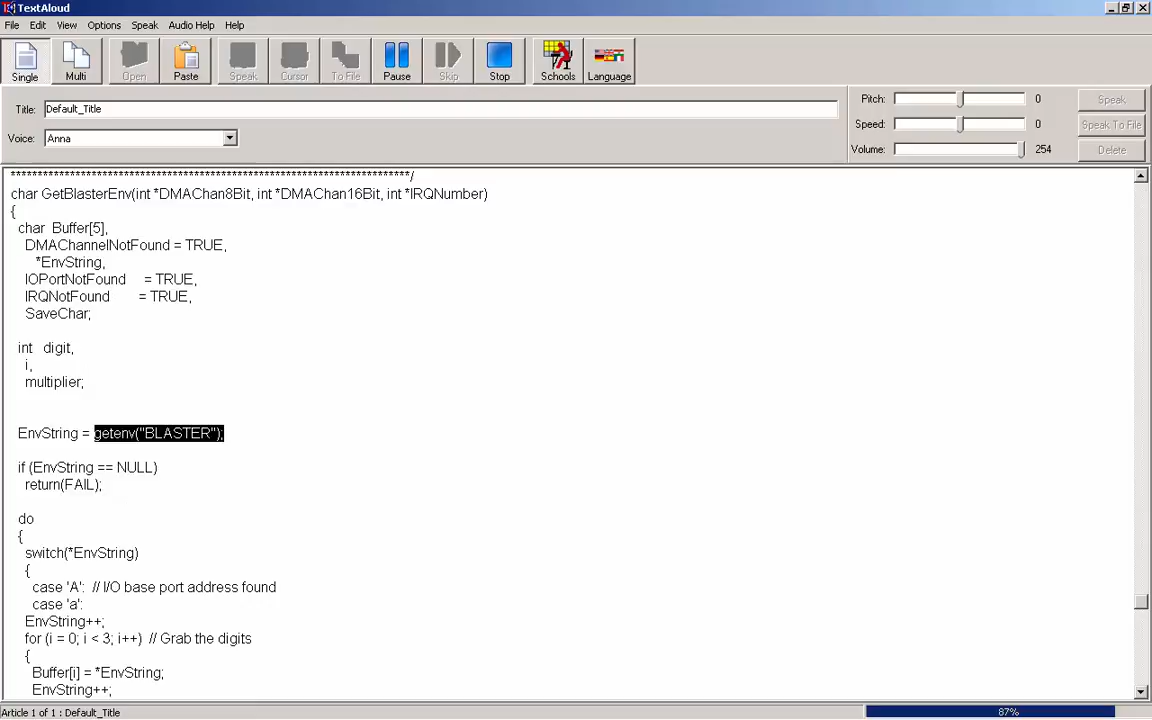 TextAloud
File Edit View Options Speak Audio Help Help
Single Multi Open Paste Speak Cursor To File Pause Skip Stop Schools Language
Title: Default_Title
Voice: Anna
Pitch: 0 Speak
Speed: 0 Speak To File
Volume: 254 Delete
***************************************************************************/
char GetBlasterEnv(int *DMAChan8Bit, int *DMAChan16Bit, int *IRQNumber)
{
char Buffer[5],
DMAChannelNotFound = TRUE,
*EnvString,
IOPortNotFound = TRUE,
IRQNotFound = TRUE,
SaveChar;
int digit,
i,
multiplier;
EnvString = getenv("BLASTER");
if (EnvString == NULL)
return(FAIL);
do
{
switch(*EnvString)
{
case 'A': // I/O base port address found
case 'a':
EnvString++;
for (i = 0; i < 3; i++) // Grab the digits
{
Buffer[i] = *EnvString;
EnvString++;
Article 1 of 1 : Default_Title 87%